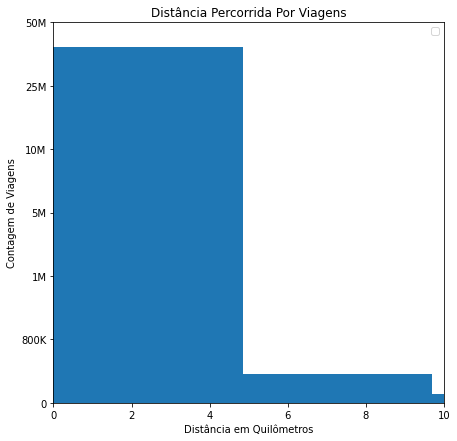 Distância Percorrida Por Viagens
50M
25M
10M
5M
1M
800K
0
Contagem de Viagens
0 2 4 6 8 10
Distância em Quilômetros